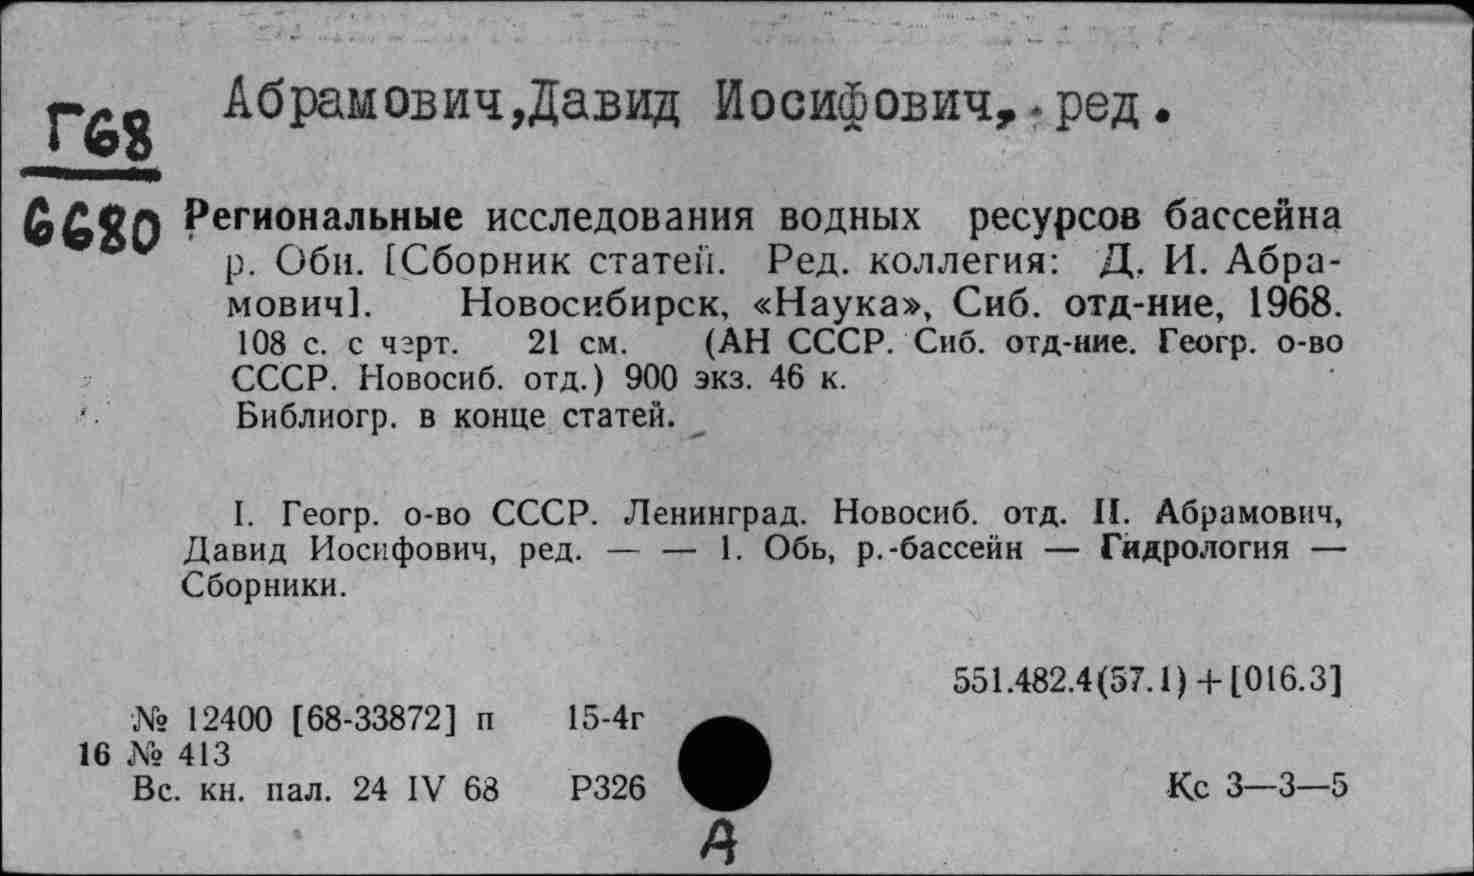 Абрамович,Давид Иосифович, ред.
Г68
6680
Региональные исследования водных ресурсов бассейна
р. Оби. [Сборник статей. Ред. коллегия: Д. И. Абра-
мович]. Новосибирск, «Наука», Сиб. отд-ние, 1968.
108 с. с черт. 21 см. (АН СССР. Сиб. отд-ние. Геогр. о-во
СССР. Новосиб. отд.) 900 экз. 46 к.
Библиогр. в конце статей.
I. Геогр. о-во СССР. Ленинград. Новосиб. отд. II. Абрамович,
Давид Иосифович, ред. — — 1. Обь, р.-бассейн — Гидрология —
Сборники.
551.482.4(57.1)+[016.3]
№ 12400 [68-33872] п 15-4г
16 № 413
Вс. кн. пал. 24 IV 68 Р326 Кс 3—3—5
А